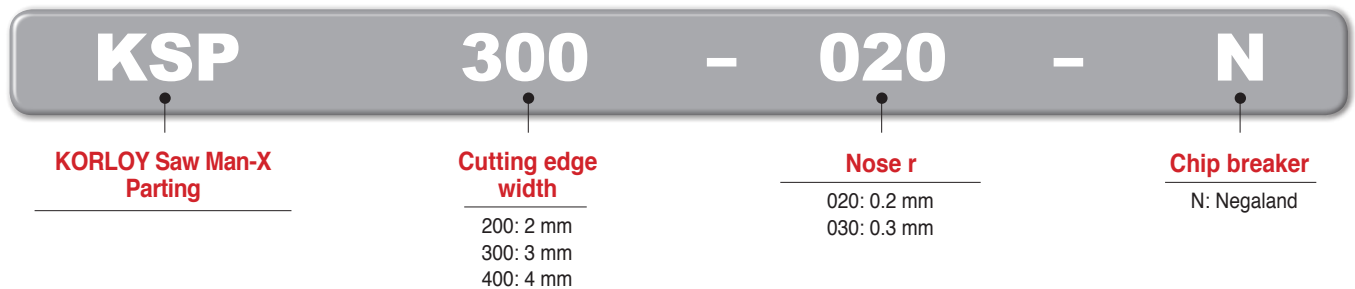 KSP 300 - 020 - N
KORLOY Saw Man-X
Parting
Cutting edge
width
200: 2 mm
300: 3 mm
400: 4 mm
Nose r
020: 0.2 mm
030: 0.3 mm
Chip breaker
N: Negaland